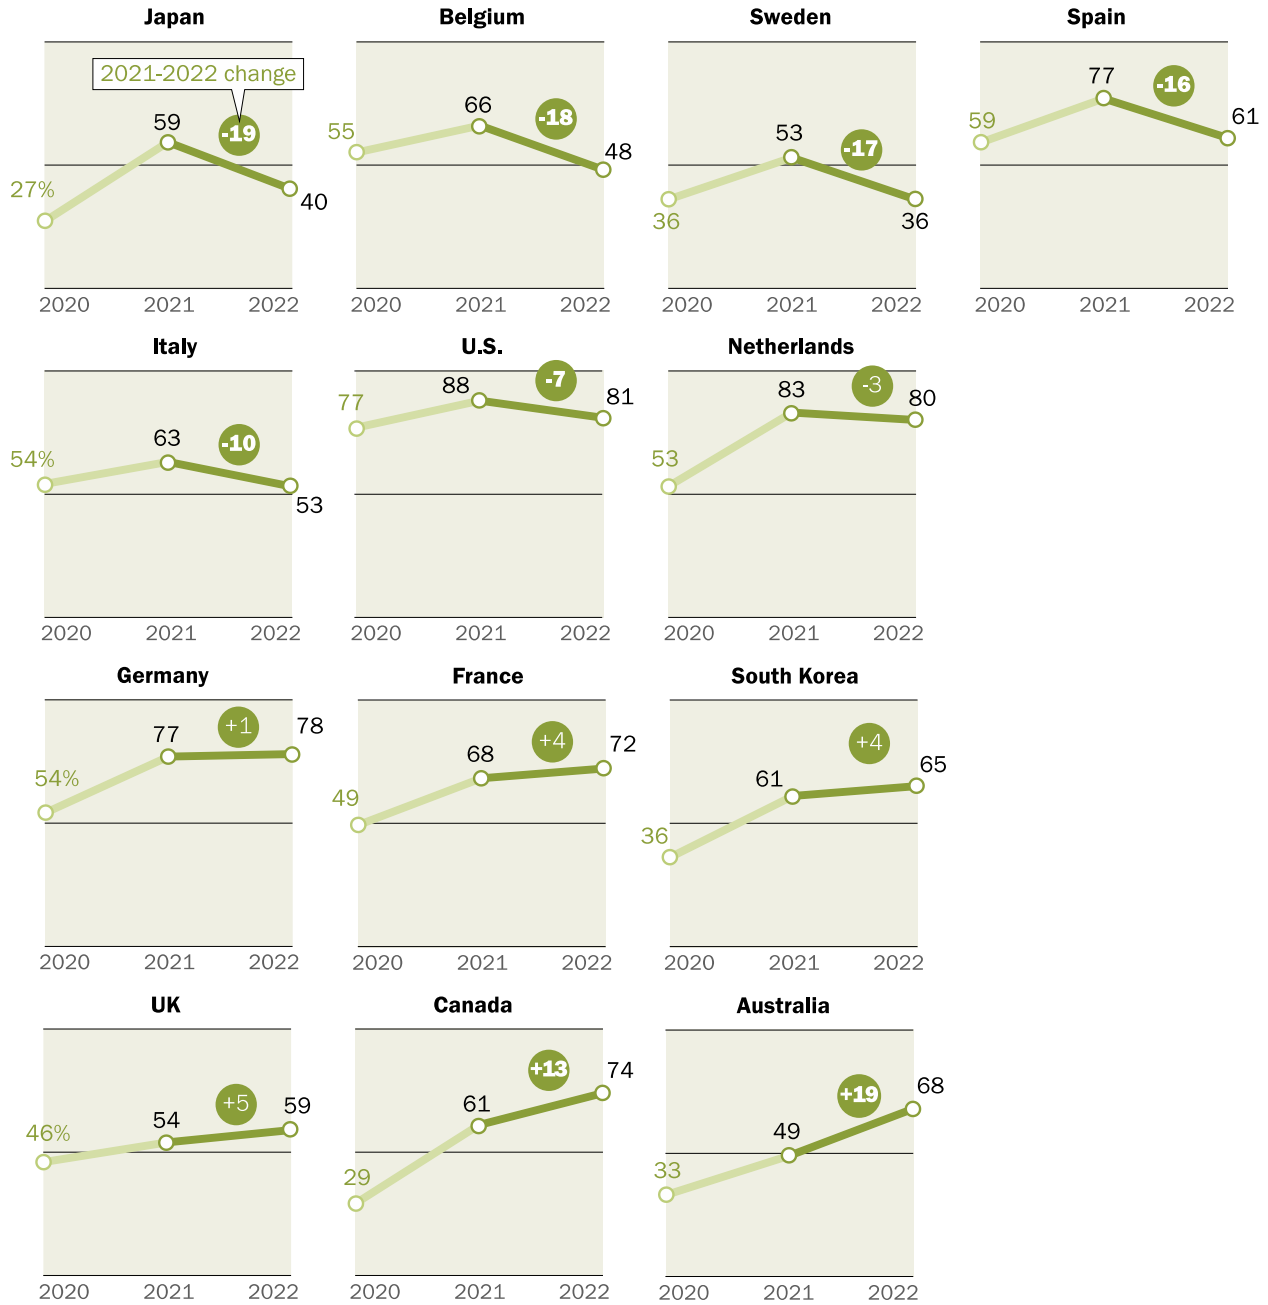 Japan
2021-2022 change
27%
59
-19
40
2020 2021 2022
Belgium
55
66
-18
48
2020 2021 2022
Sweden
36
53
-17
36
2020 2021 2022
Spain
59
77
-16
61
2020 2021 2022
Italy
54%
63
-10
53
2020 2021 2022
U.S.
77
88
-7
81
2020 2021 2022
Netherlands
53
83
-3
80
2020 2021 2022
Germany
54%
77
+1
78
2020 2021 2022
France
49
68
+4
72
2020 2021 2022
South Korea
36
61
+4
65
2020 2021 2022
UK
46%
54
+5
59
2020 2021 2022
Canada
29
61
+13
74
2020 2021 2022
Australia
33
49
+19
68
2020 2021 2022